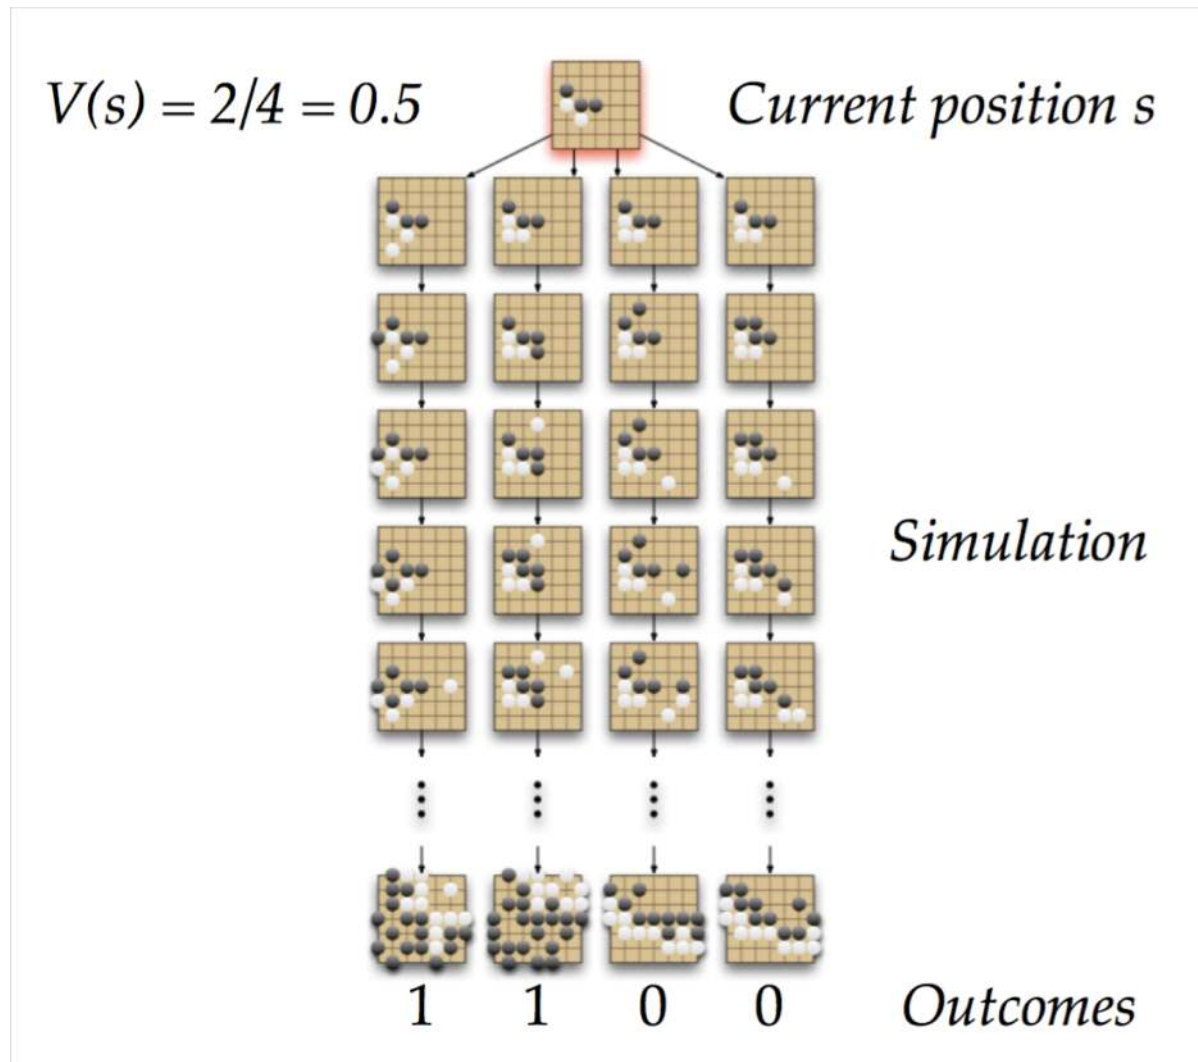 V(s) = 2/4 = 0.5
Current position s
Simulation
1 1 0 0
Outcomes